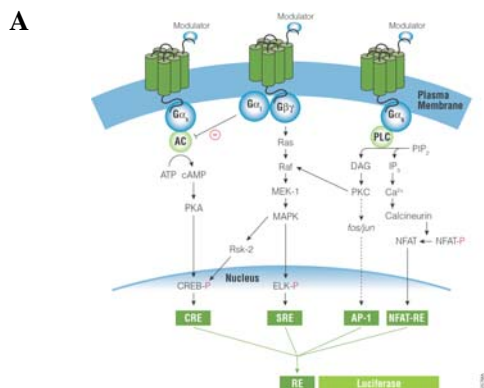 A
Modulator
Modulator
Modulator
Plasma
Membrane
Gαs
Gαi
Gβγ
Gαs
AC
PLC
PIP2
Ras
ATP cAMP
Raf
DAG
IP3
MEK-1
PKC
Ca2+
PKA
MAPK
fos/jun
Calcineurin
Rsk-2
NFAT
NFAT-P
Nucleus
CREB-P
ELK-P
CRE
SRE
AP-1
NFAT-RE
RE
Luciferase